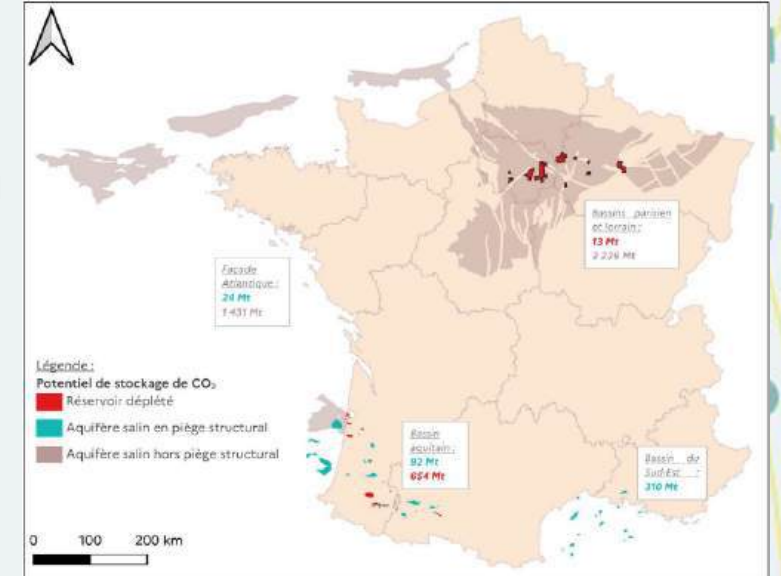 Bassins parisien
et lorrain :
13 Mt
2 226 Mt
Façade
Atlantique :
24 Mt
1 431 Mt
Légende :
Potentiel de stockage de CO₂
Réservoir déplété
Aquifère salin en piège structural
Aquifère salin hors piège structural
Bassin
aquitain :
92 Mt
654 Mt
Bassin du
Sud-Est :
310 Mt
0 100 200 km